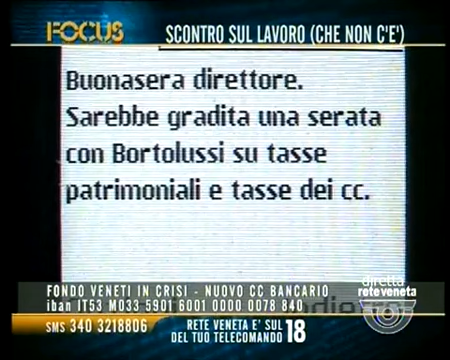 FOCUS
SCONTRO SUL LAVORO (CHE NON C'E')
Buonasera direttore.
Sarebbe gradita una serata
con Bortolussi su tasse
patrimoniali e tasse dei cc.
FONDO VENETI IN CRISI - NUOVO CC BANCARIO
iban IT53 M033 5901 6001 0000 0078 840
diretta
reteveneta
SMS 340 3218806
RETE VENETA E' SUL
DEL TUO TELECOMANDO 18